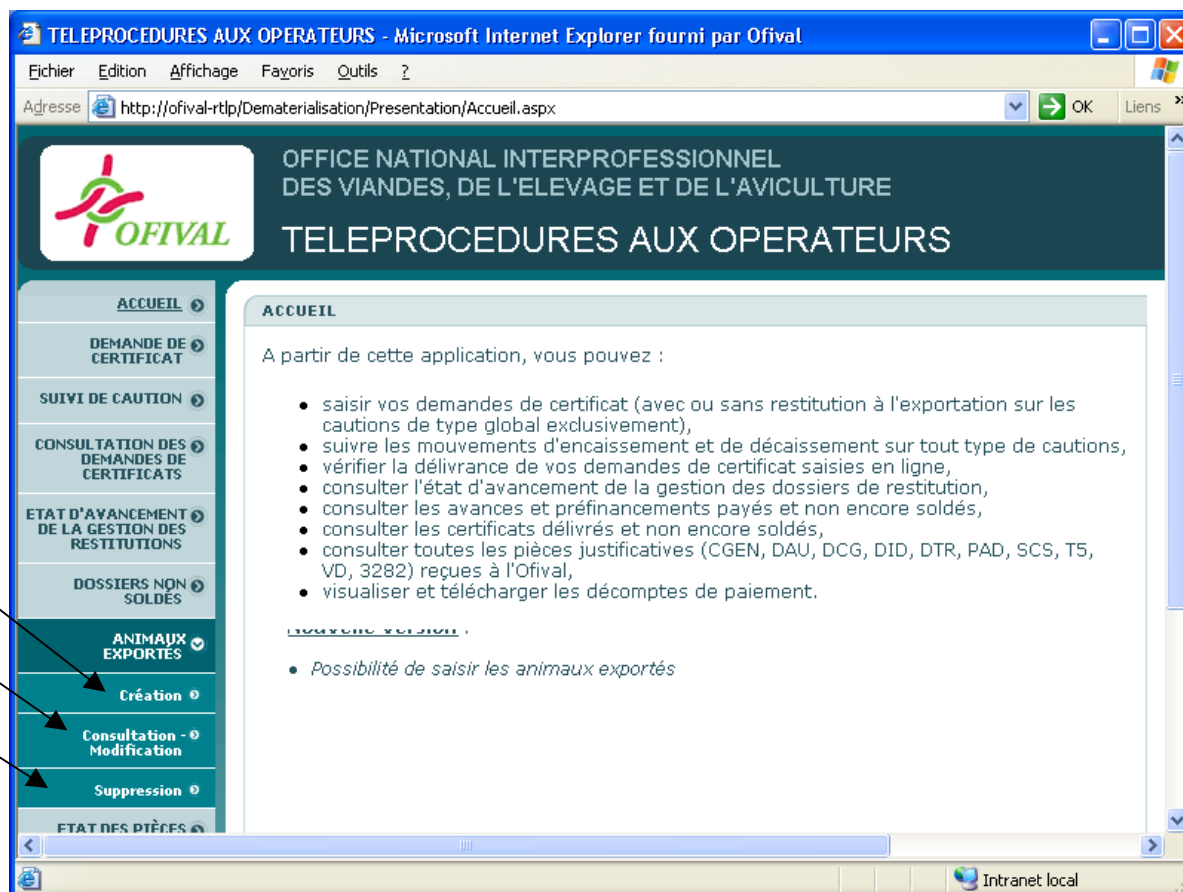 TELEPROCEDURES AUX OPERATEURS - Microsoft Internet Explorer fourni par Ofival
Fichier Edition Affichage Favoris Outils ?
Adresse http://ofival-rtlp/Dematerialisation/Presentation/Accueil.aspx OK Liens »
OFIVAL
OFFICE NATIONAL INTERPROFESSIONNEL
DES VIANDES, DE L'ELEVAGE ET DE L'AVICULTURE
TELEPROCEDURES AUX OPERATEURS
ACCUEIL
DEMANDE DE
CERTIFICAT
SUIVI DE CAUTION
CONSULTATION DES
DEMANDES DE
CERTIFICATS
ETAT D'AVANCEMENT
DE LA GESTION DES
RESTITUTIONS
DOSSIERS NON
SOLDÉS
ANIMAUX
EXPORTÉS
Création
Consultation -
Modification
Suppression
ETAT DES PIÈCES
ACCUEIL
A partir de cette application, vous pouvez :
• saisir vos demandes de certificat (avec ou sans restitution à l'exportation sur les
cautions de type global exclusivement),
• suivre les mouvements d'encaissement et de décaissement sur tout type de cautions,
• vérifier la délivrance de vos demandes de certificat saisies en ligne,
• consulter l'état d'avancement de la gestion des dossiers de restitution,
• consulter les avances et préfinancements payés et non encore soldés,
• consulter les certificats délivrés et non encore soldés,
• consulter toutes les pièces justificatives (CGEN, DAU, DCG, DID, DTR, PAD, SCS, T5,
VD, 3282) reçues à l'Ofival,
• visualiser et télécharger les décomptes de paiement.
Nouvelle version :
• Possibilité de saisir les animaux exportés
Intranet local